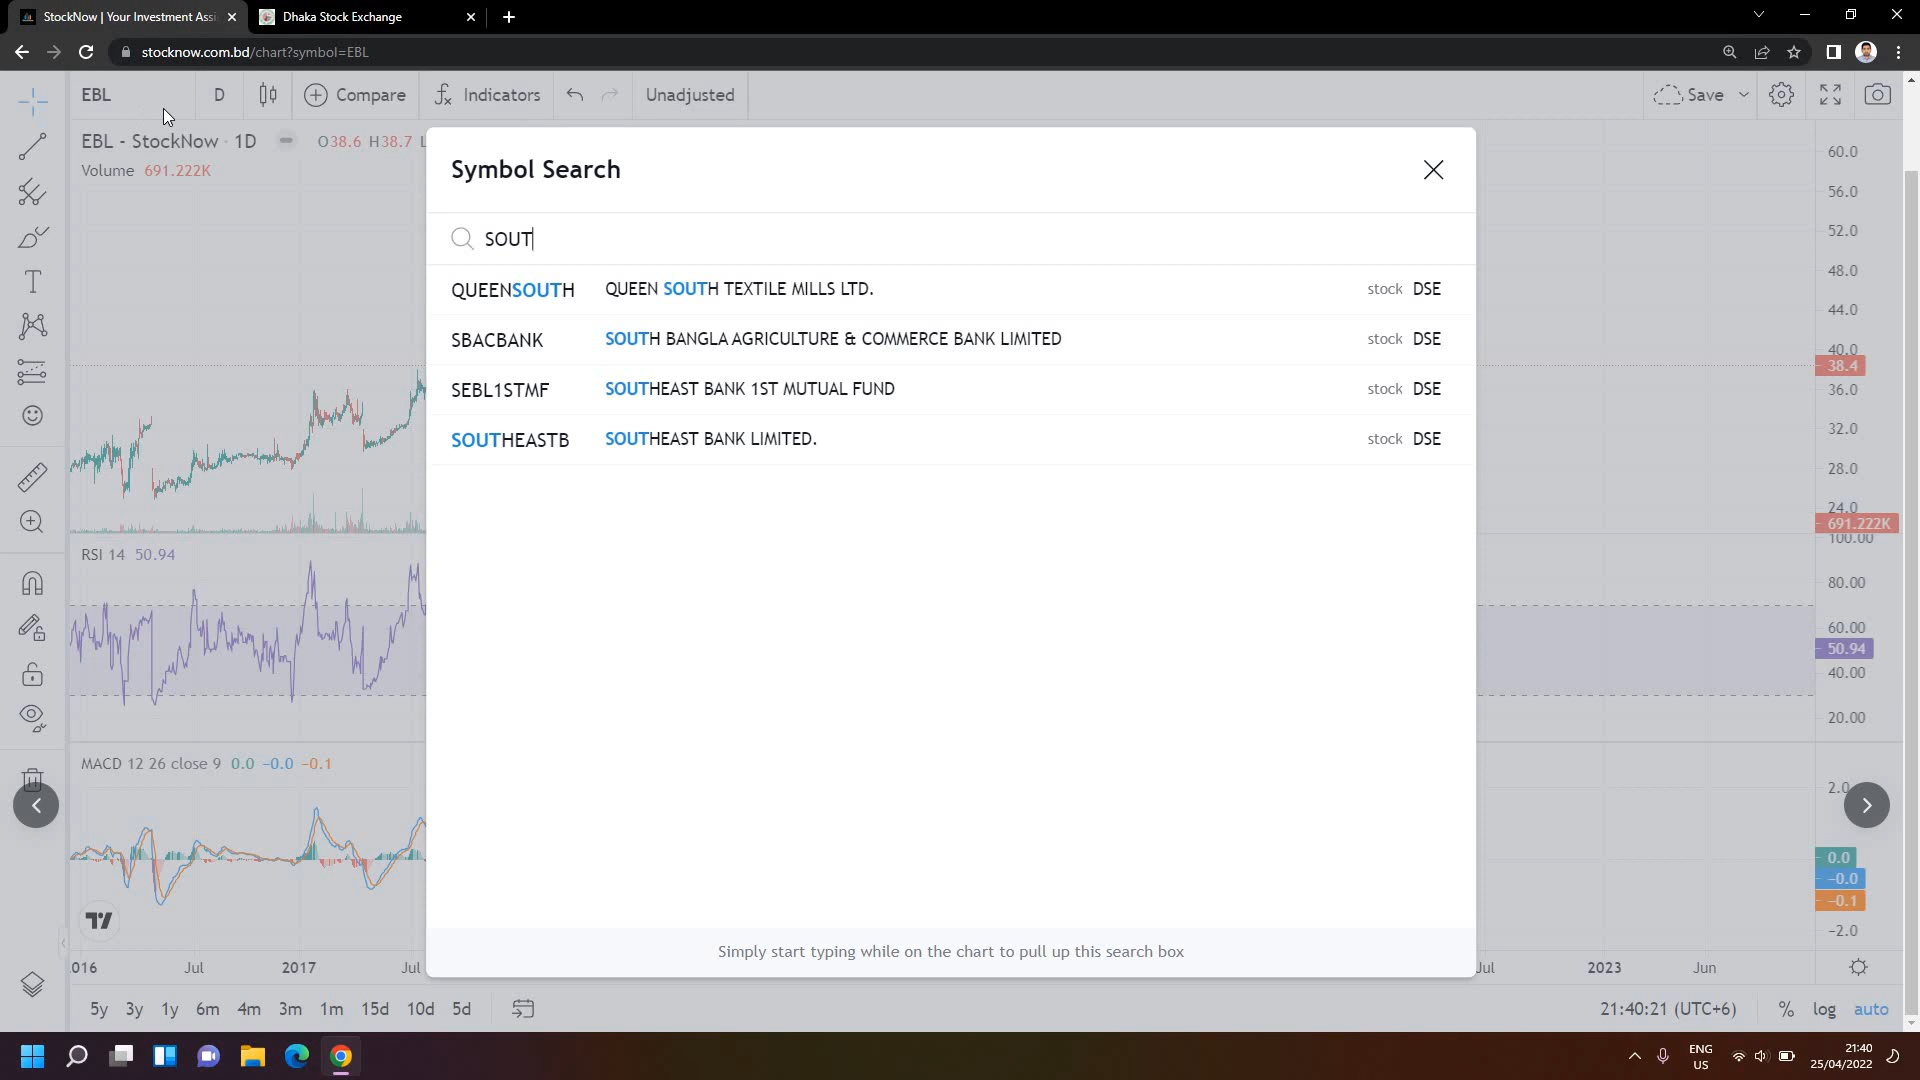 StockNow | Your Investment Assi
Dhaka Stock Exchange
stocknow.com.bd/chart?symbol=EBL
EBL D Compare Indicators Unadjusted Save
EBL - StockNow · 1D O38.6 H38.7 L
Volume 691.222K
Symbol Search
SOUT
QUEENSOUTH QUEEN SOUTH TEXTILE MILLS LTD. stock DSE
SBACBANK SOUTH BANGLA AGRICULTURE & COMMERCE BANK LIMITED stock DSE
SEBL1STMF SOUTHEAST BANK 1ST MUTUAL FUND stock DSE
SOUTHEASTB SOUTHEAST BANK LIMITED. stock DSE
Simply start typing while on the chart to pull up this search box
60.0
56.0
52.0
48.0
44.0
40.0
38.4
36.0
32.0
28.0
24.0
691.222K
RSI 14 50.94
100.00
80.00
60.00
50.94
40.00
20.00
MACD 12 26 close 9 0.0 −0.0 −0.1
2.0
0.0
−0.0
−0.1
−2.0
2016 Jul 2017 Jul Jul 2023 Jun
5y 3y 1y 6m 4m 3m 1m 15d 10d 5d 21:40:21 (UTC+6) % log auto
ENG
US
21:40
25/04/2022